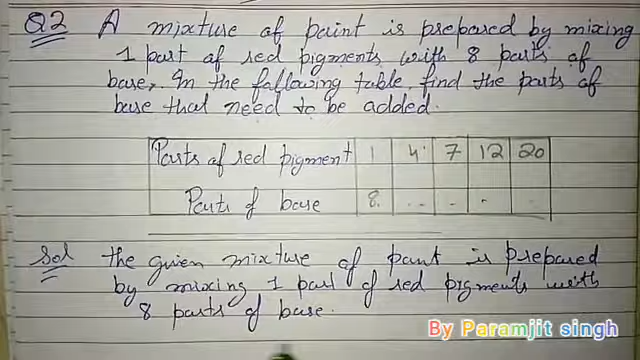 Q2 A mixture of paint is prepared by mixing
1 part of red pigments with 8 parts of
base. In the following table, find the parts of
base that need to be added.
Parts of red pigment 1 4 7 12 20
Parts of base 8 .. - .
Sol the given mixture of paint is prepared
by mixing 1 part of red pigments with
8 parts of base.
By Paramjit singh